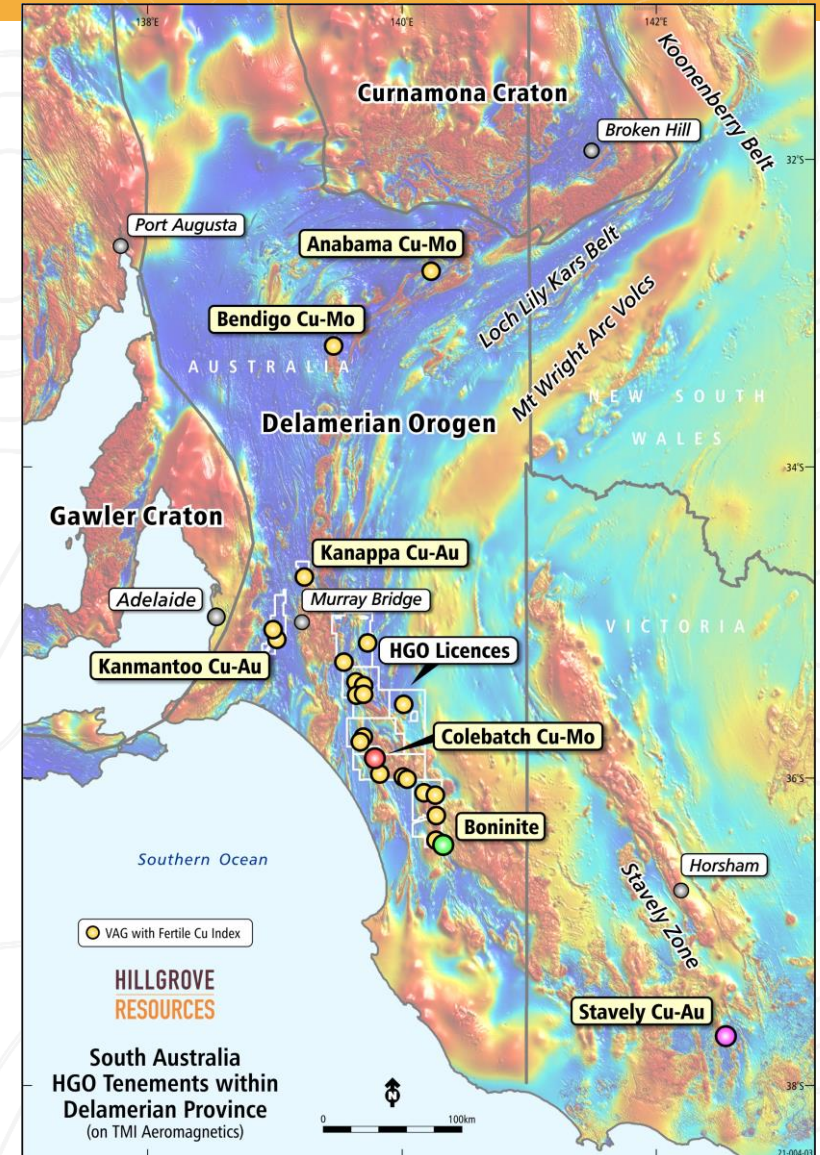 138°E
140°E
142°E
Koonenberry Belt
Curnamona Craton
Broken Hill
32°S
Port Augusta
Anabama Cu-Mo
Loch Lily Kars Belt
Bendigo Cu-Mo
Mt Wright Arc Volcs
AUSTRALIA
NEW SOUTH
WALES
Delamerian Orogen
34°S
Gawler Craton
Kanappa Cu-Au
Adelaide
Murray Bridge
VICTORIA
HGO Licences
Kanmantoo Cu-Au
Colebatch Cu-Mo
36°S
Boninite
Southern Ocean
Horsham
Stavely Zone
VAG with Fertile Cu Index
HILLGROVE
RESOURCES
Stavely Cu-Au
South Australia
HGO Tenements within
Delamerian Province
(on TMI Aeromagnetics)
N
0
100km
38°S
21-004-03